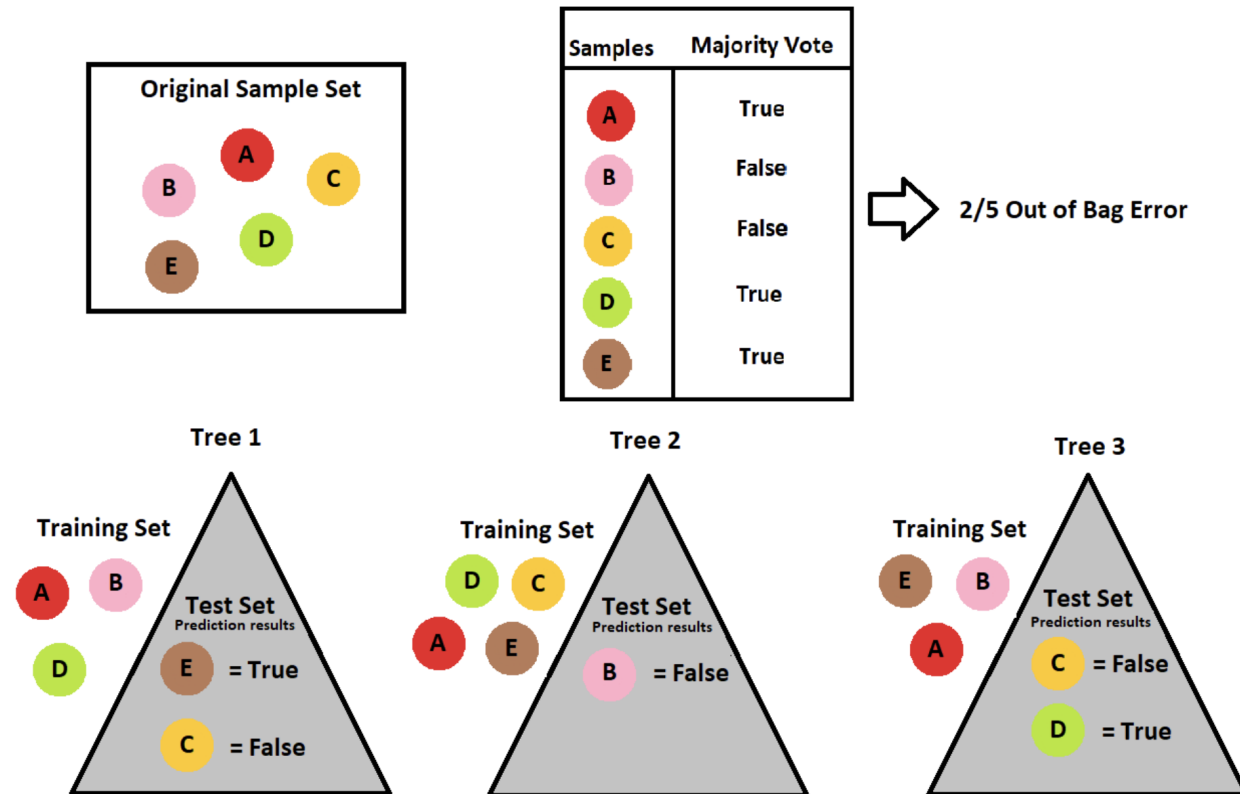 Original Sample Set
A
B
C
D
E
Samples Majority Vote
A True
B False
C False
D True
E True
2/5 Out of Bag Error
Tree 1
Training Set
A
B
D
Test Set
Prediction results
E = True
C = False
Tree 2
Training Set
D
C
A
E
Test Set
Prediction results
B = False
Tree 3
Training Set
E
B
A
Test Set
Prediction results
C = False
D = True